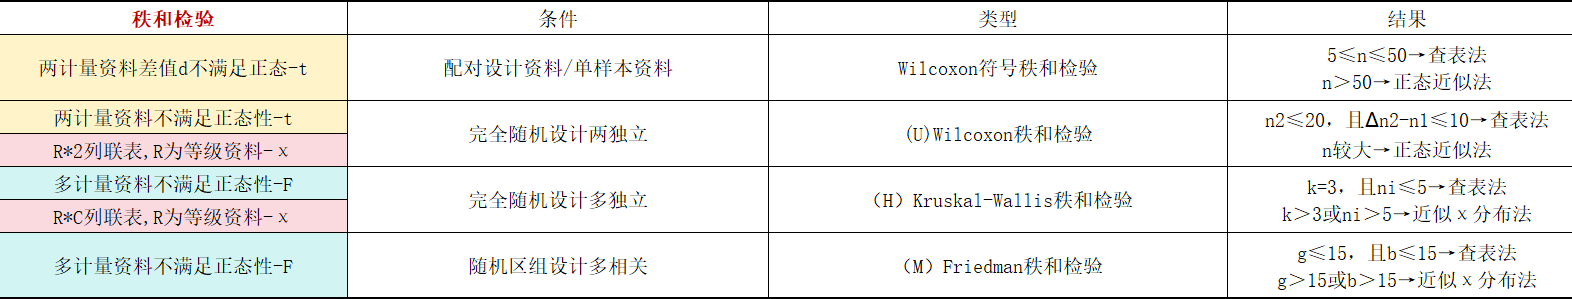 秩和检验 条件 类型 结果
两计量资料差值d不满足正态-t 配对设计资料/单样本资料 Wilcoxon符号秩和检验 5≤n≤50→查表法
n>50→正态近似法
两计量资料不满足正态性-t 完全随机设计两独立 (U)Wilcoxon秩和检验 n2≤20, 且Δn2-n1≤10→查表法
R*2列联表,R为等级资料-χ n较大→正态近似法
多计量资料不满足正态性-F 完全随机设计多独立 （H）Kruskal-Wallis秩和检验 k=3, 且ni≤5→查表法
R*C列联表,R为等级资料-χ k＞3或ni＞5→近似χ分布法
多计量资料不满足正态性-F 随机区组设计多相关 （M）Friedman秩和检验 g≤15, 且b≤15→查表法
g＞15或b＞15→近似χ分布法